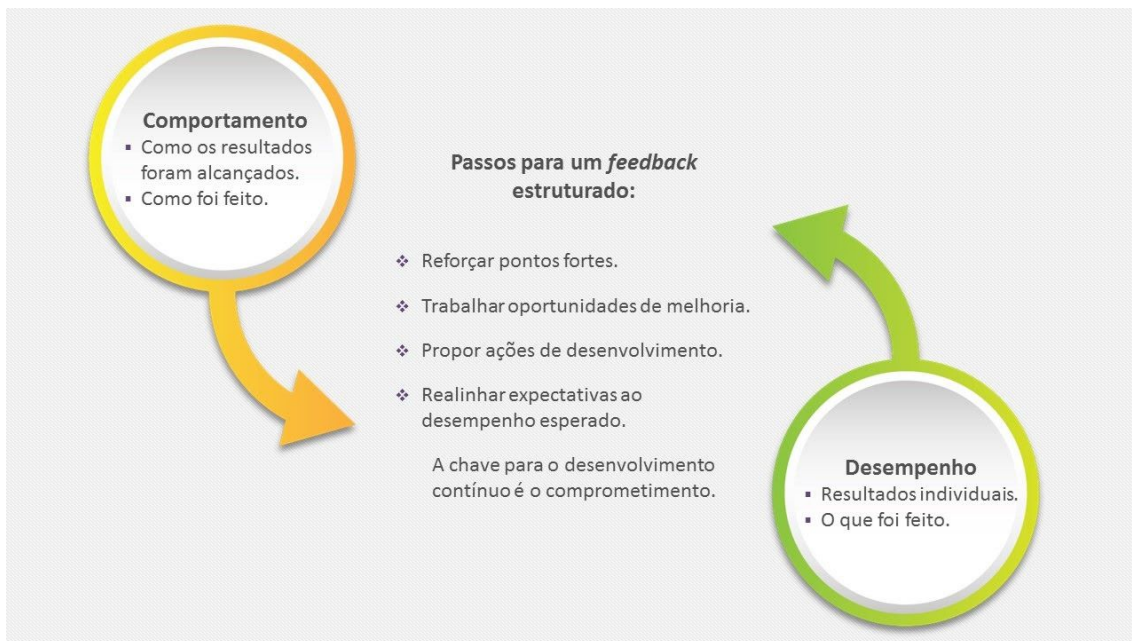 Comportamento
▪ Como os resultados
foram alcançados.
▪ Como foi feito.
Passos para um feedback
estruturado:
❖ Reforçar pontos fortes.
❖ Trabalhar oportunidades de melhoria.
❖ Propor ações de desenvolvimento.
❖ Realinhar expectativas ao
desempenho esperado.
A chave para o desenvolvimento
contínuo é o comprometimento.
Desempenho
▪ Resultados individuais.
▪ O que foi feito.